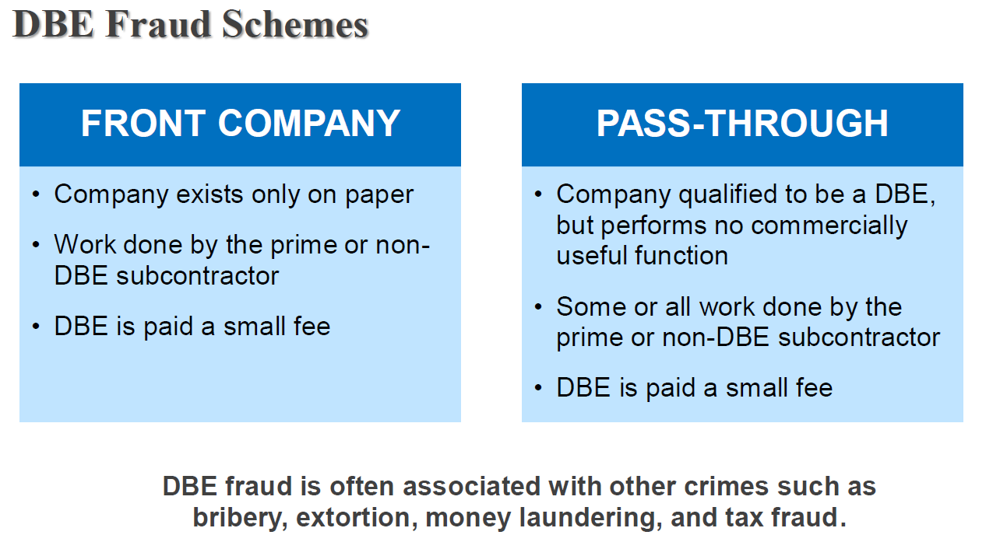 DBE Fraud Schemes
FRONT COMPANY
• Company exists only on paper
• Work done by the prime or non-
DBE subcontractor
• DBE is paid a small fee
PASS-THROUGH
• Company qualified to be a DBE,
but performs no commercially
useful function
• Some or all work done by the
prime or non-DBE subcontractor
• DBE is paid a small fee
DBE fraud is often associated with other crimes such as
bribery, extortion, money laundering, and tax fraud.